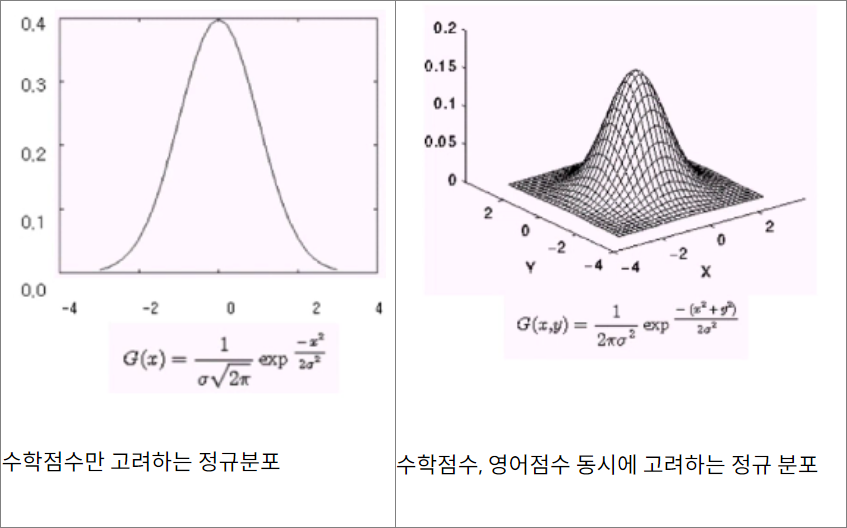 0.4
0.3
0.2
0.1
0.0
-4 -2 0 2 4
G(x) = 1/(σ√2π) exp -x²/2σ²
수학점수만 고려하는 정규분포
0.2
0.15
0.1
0.05
0
2 0 -2 -4
Y
-4 -2 0 2
X
G(x,y) = 1/(2πσ²) exp -(x²+y²)/2σ²
수학점수, 영어점수 동시에 고려하는 정규 분포